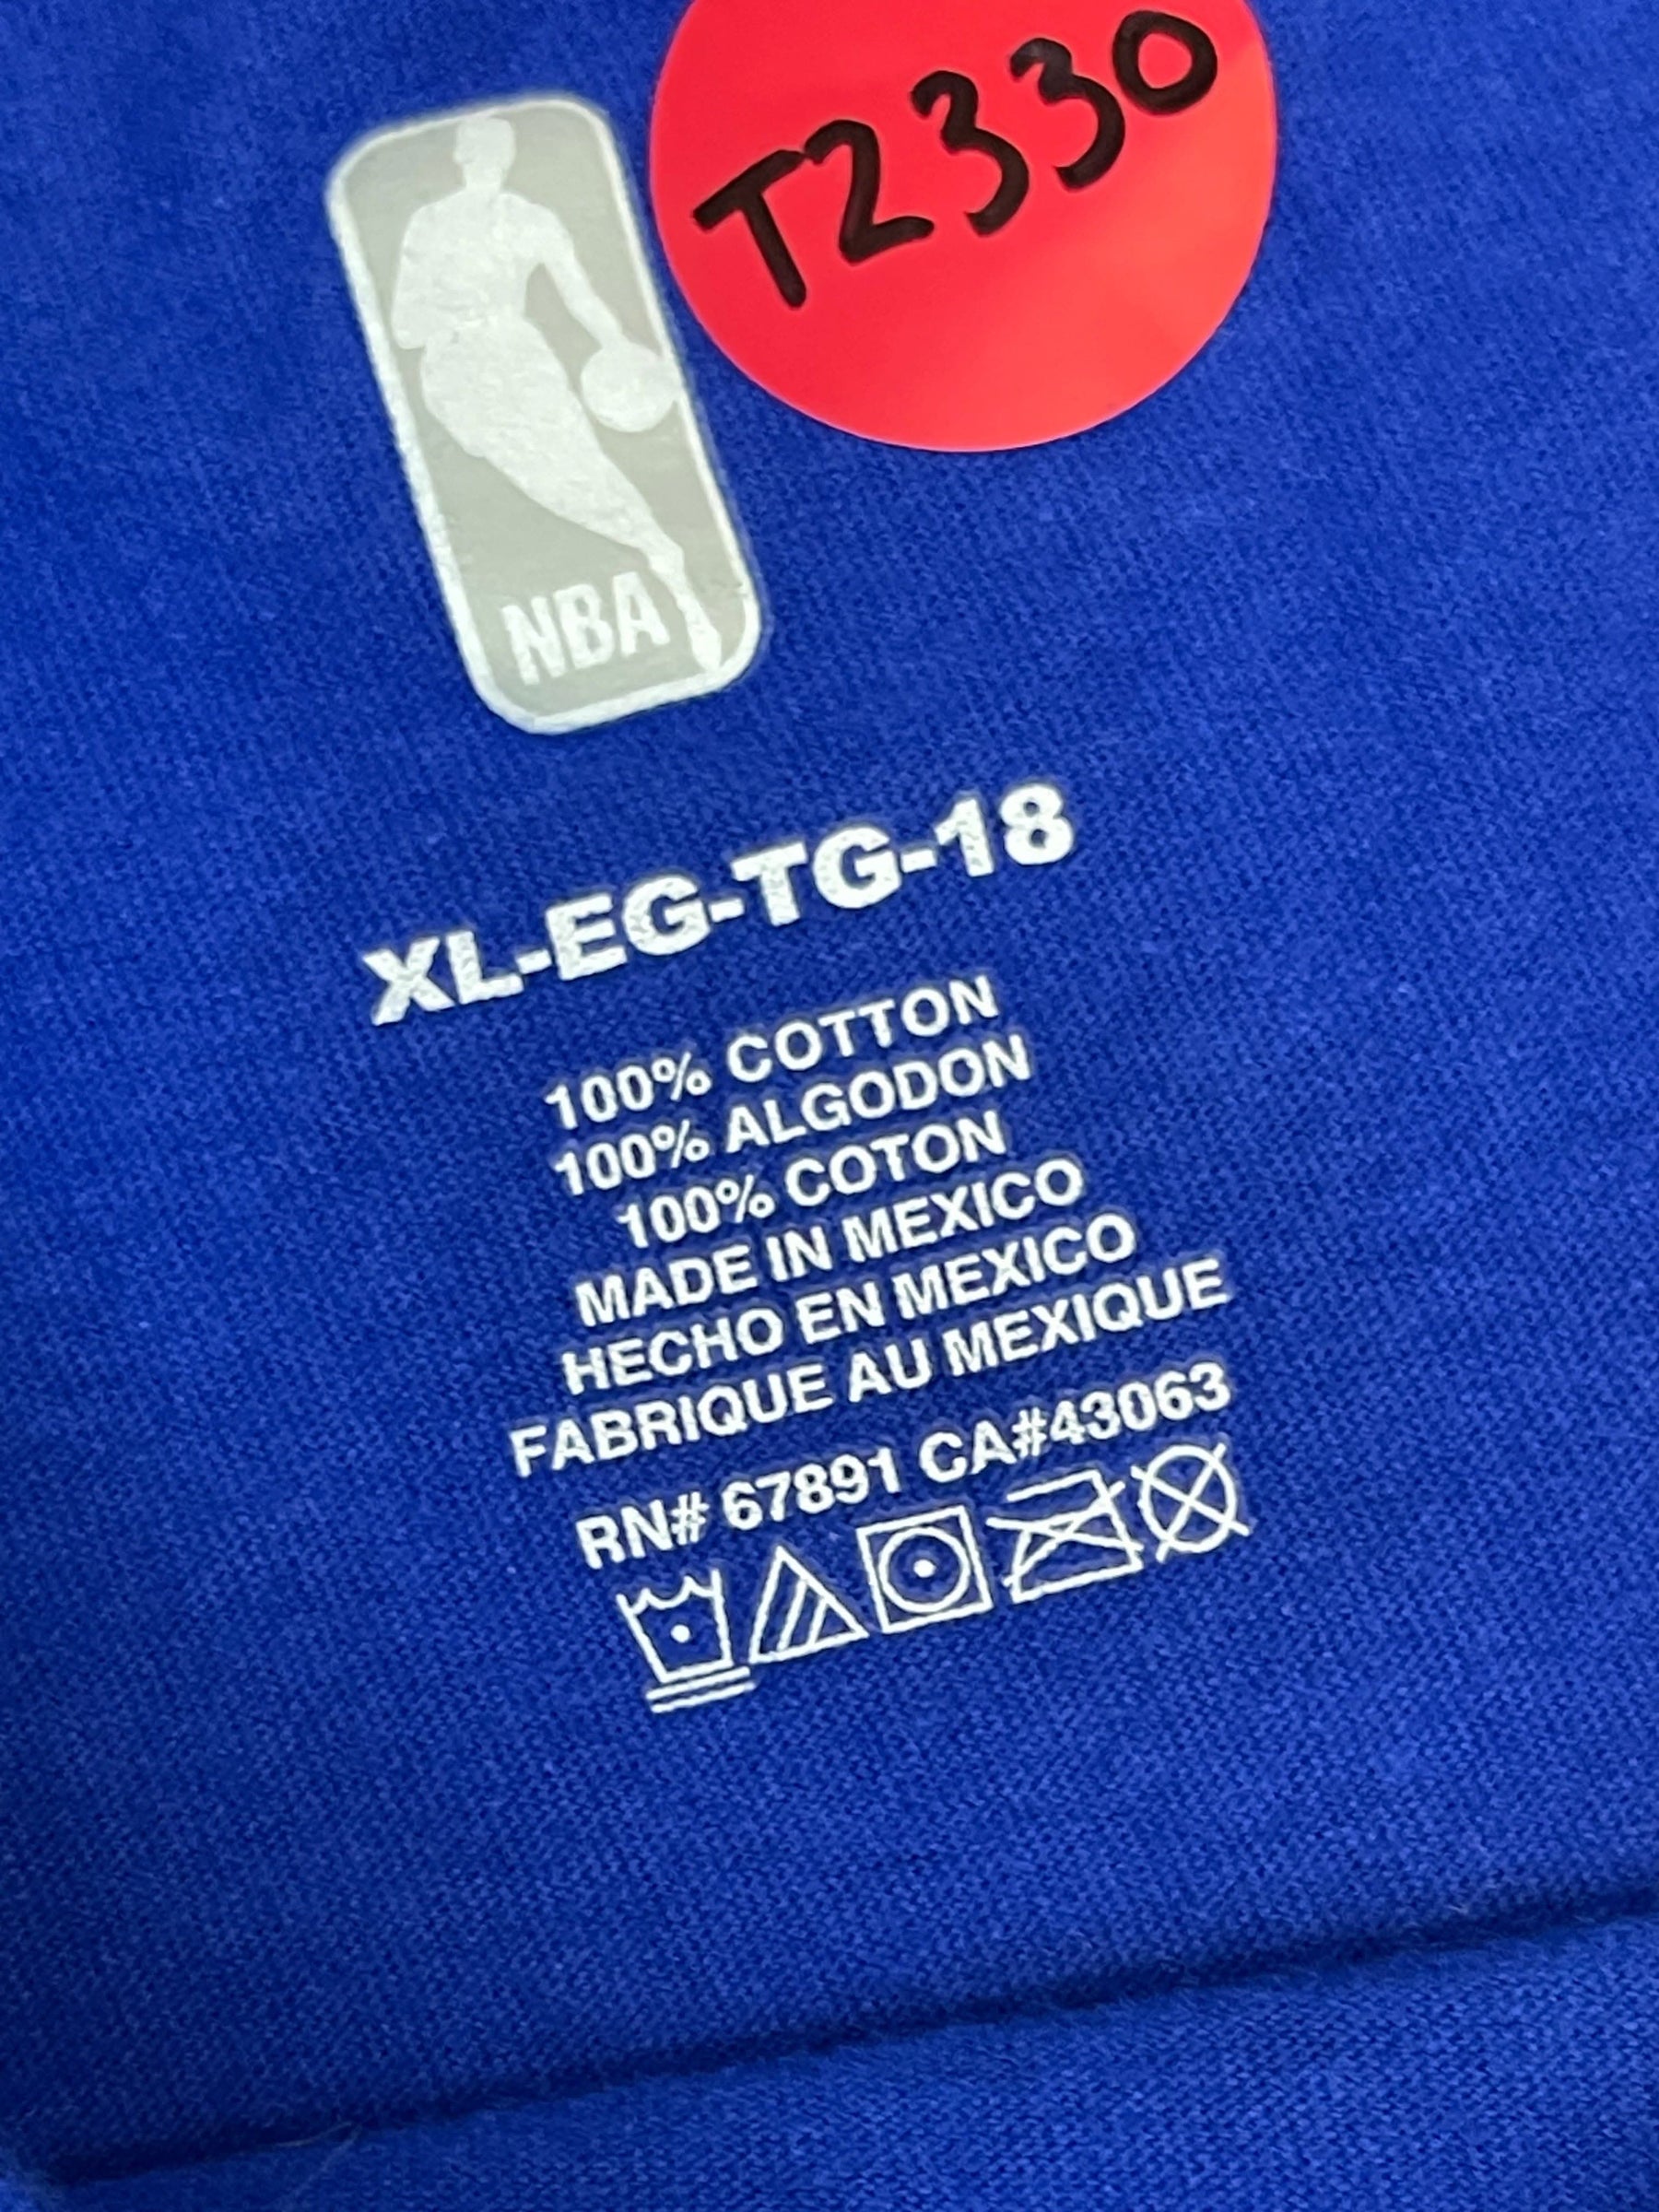 T2330
NBA
XL-EG-TG-18
100% COTTON
100% ALGODON
100% COTON
MADE IN MEXICO
HECHO EN MEXICO
FABRIQUE AU MEXIQUE
RN# 67891 CA#43063